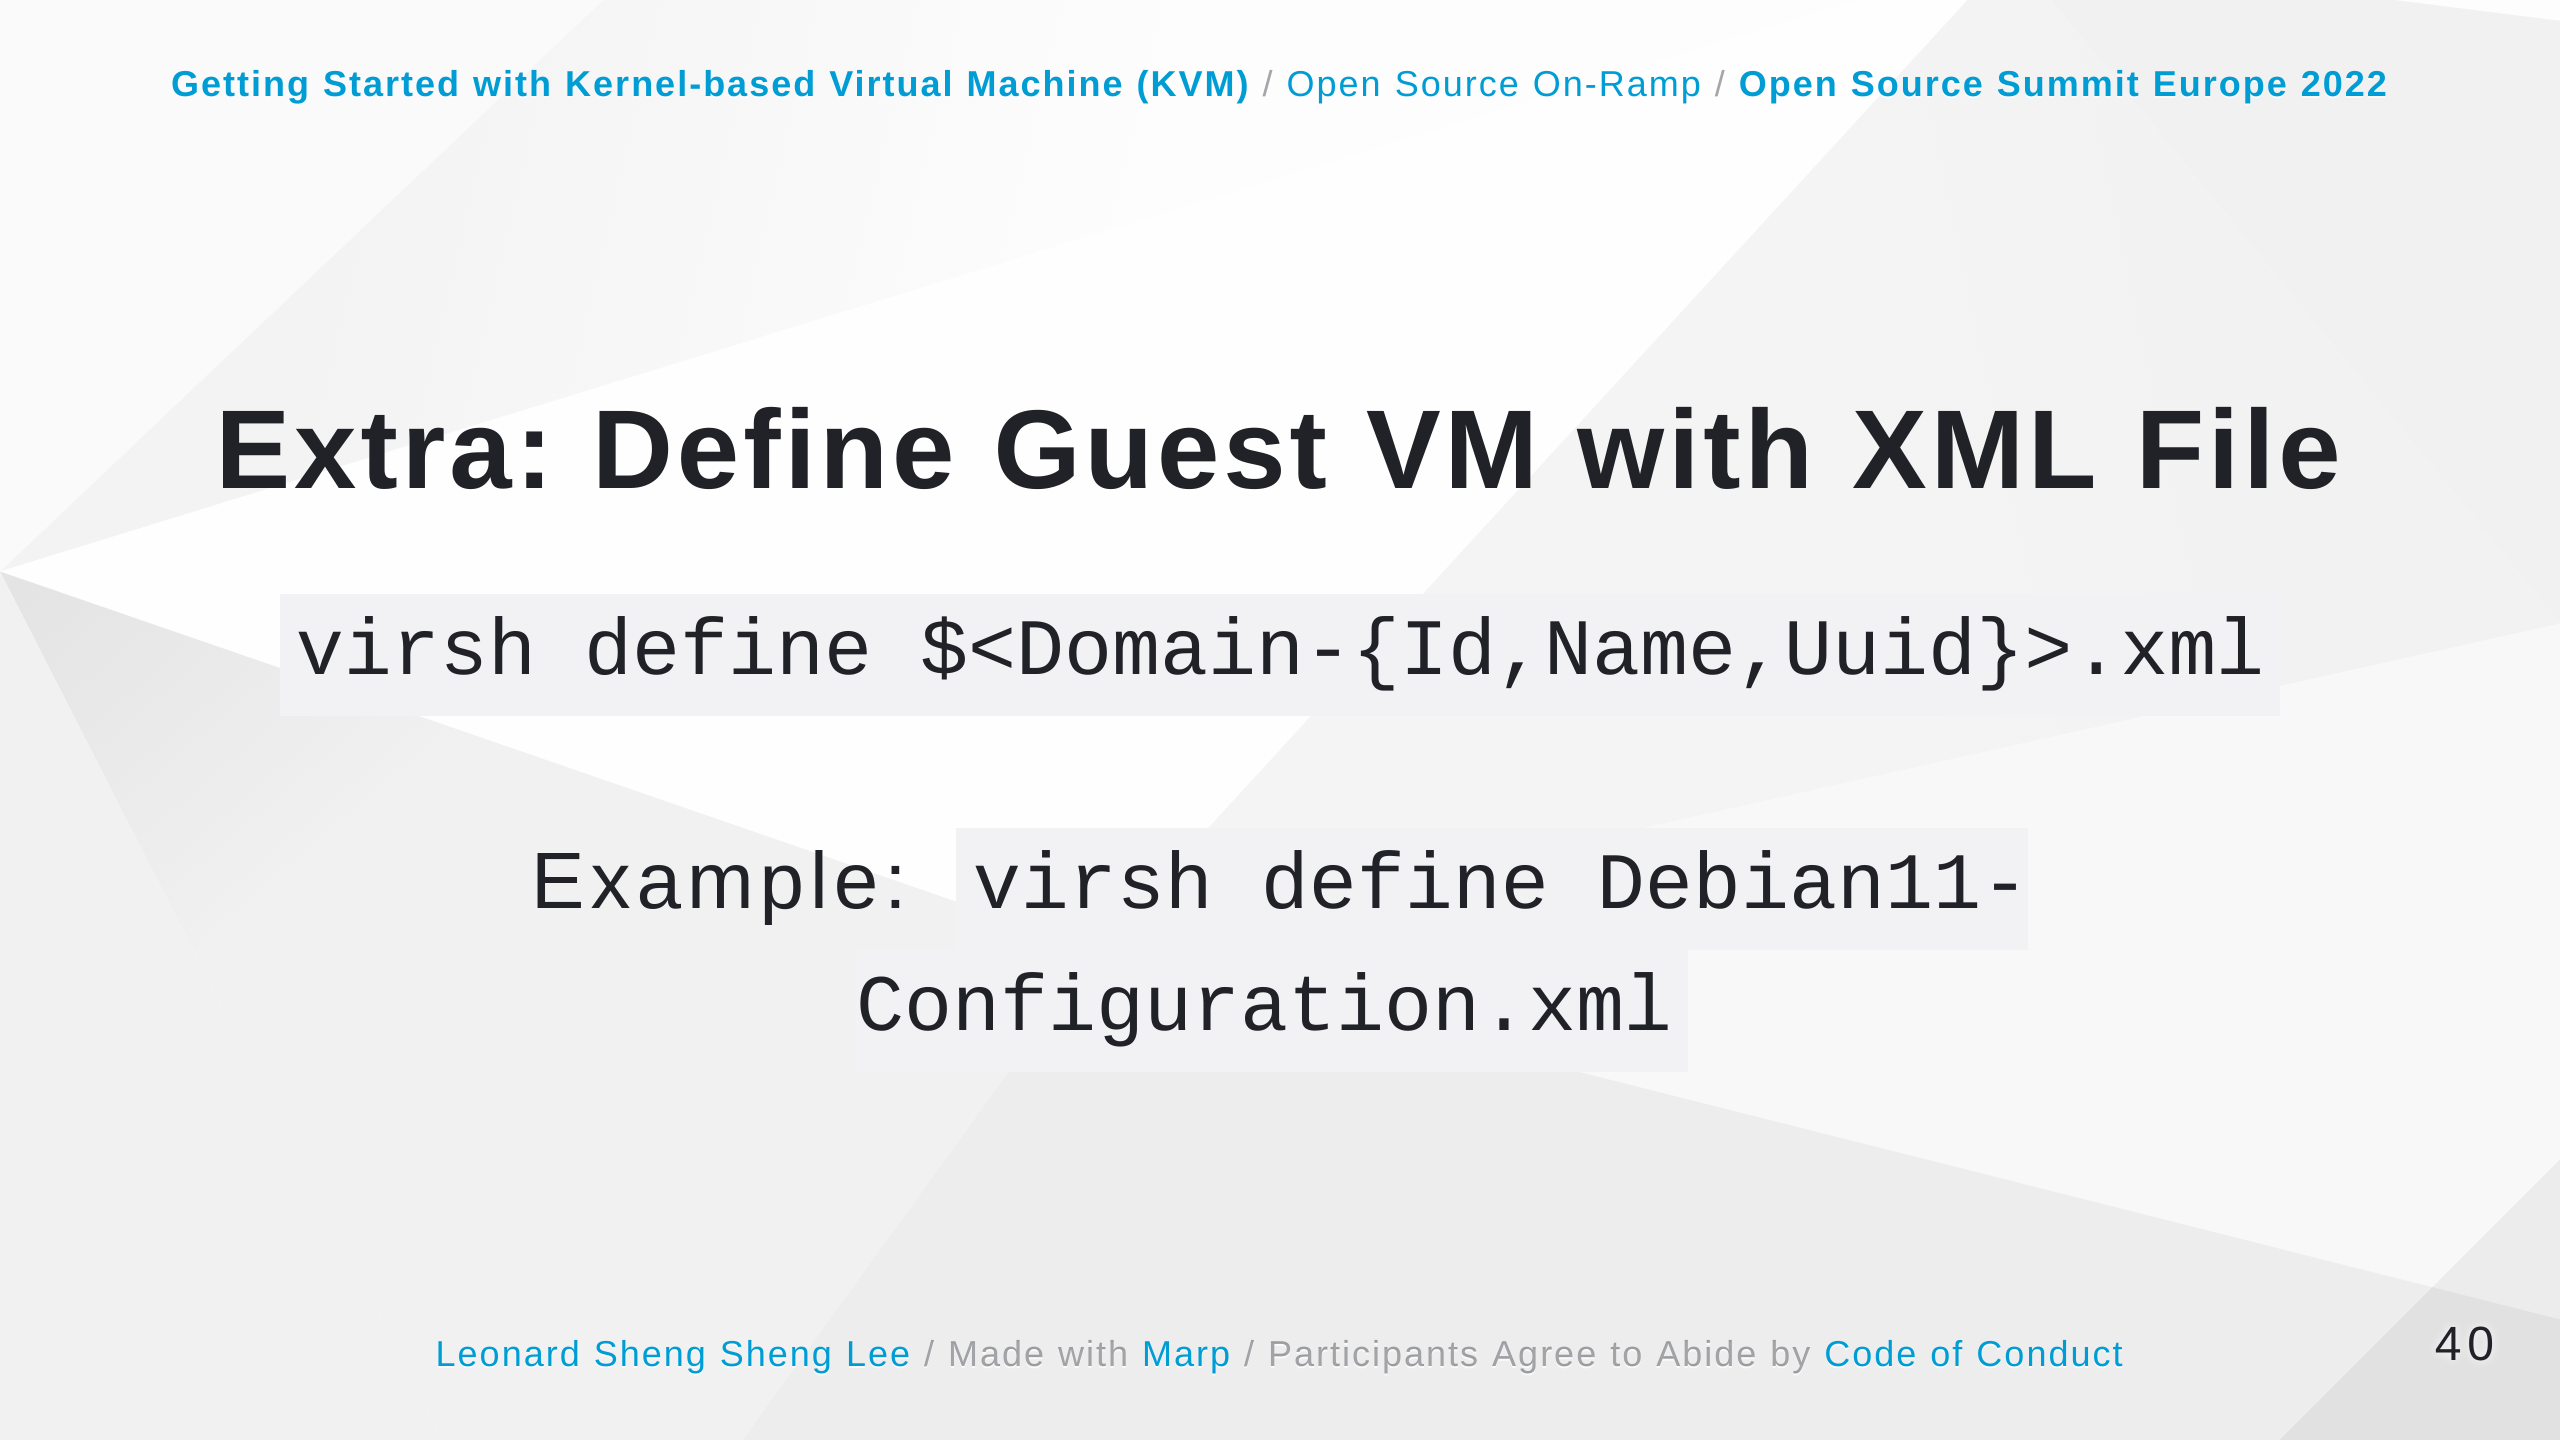 Getting Started with Kernel-based Virtual Machine (KVM) / Open Source On-Ramp / Open Source Summit Europe 2022
Extra: Define Guest VM with XML File
virsh define $<Domain-{Id,Name,Uuid}>.xml
Example: virsh define Debian11-
Configuration.xml
Leonard Sheng Sheng Lee / Made with Marp / Participants Agree to Abide by Code of Conduct
40